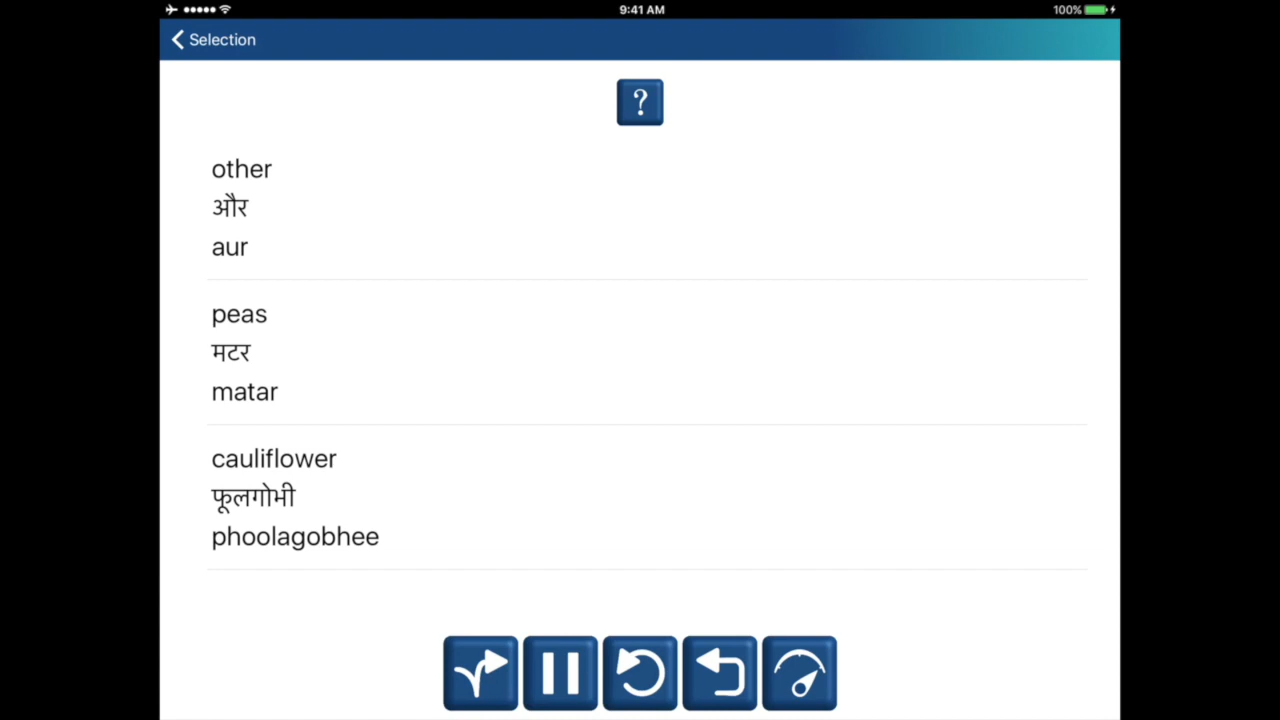 9:41 AM
100%
Selection
?
other
और
aur
peas
मटर
matar
cauliflower
फूलगोभी
phoolagobhee